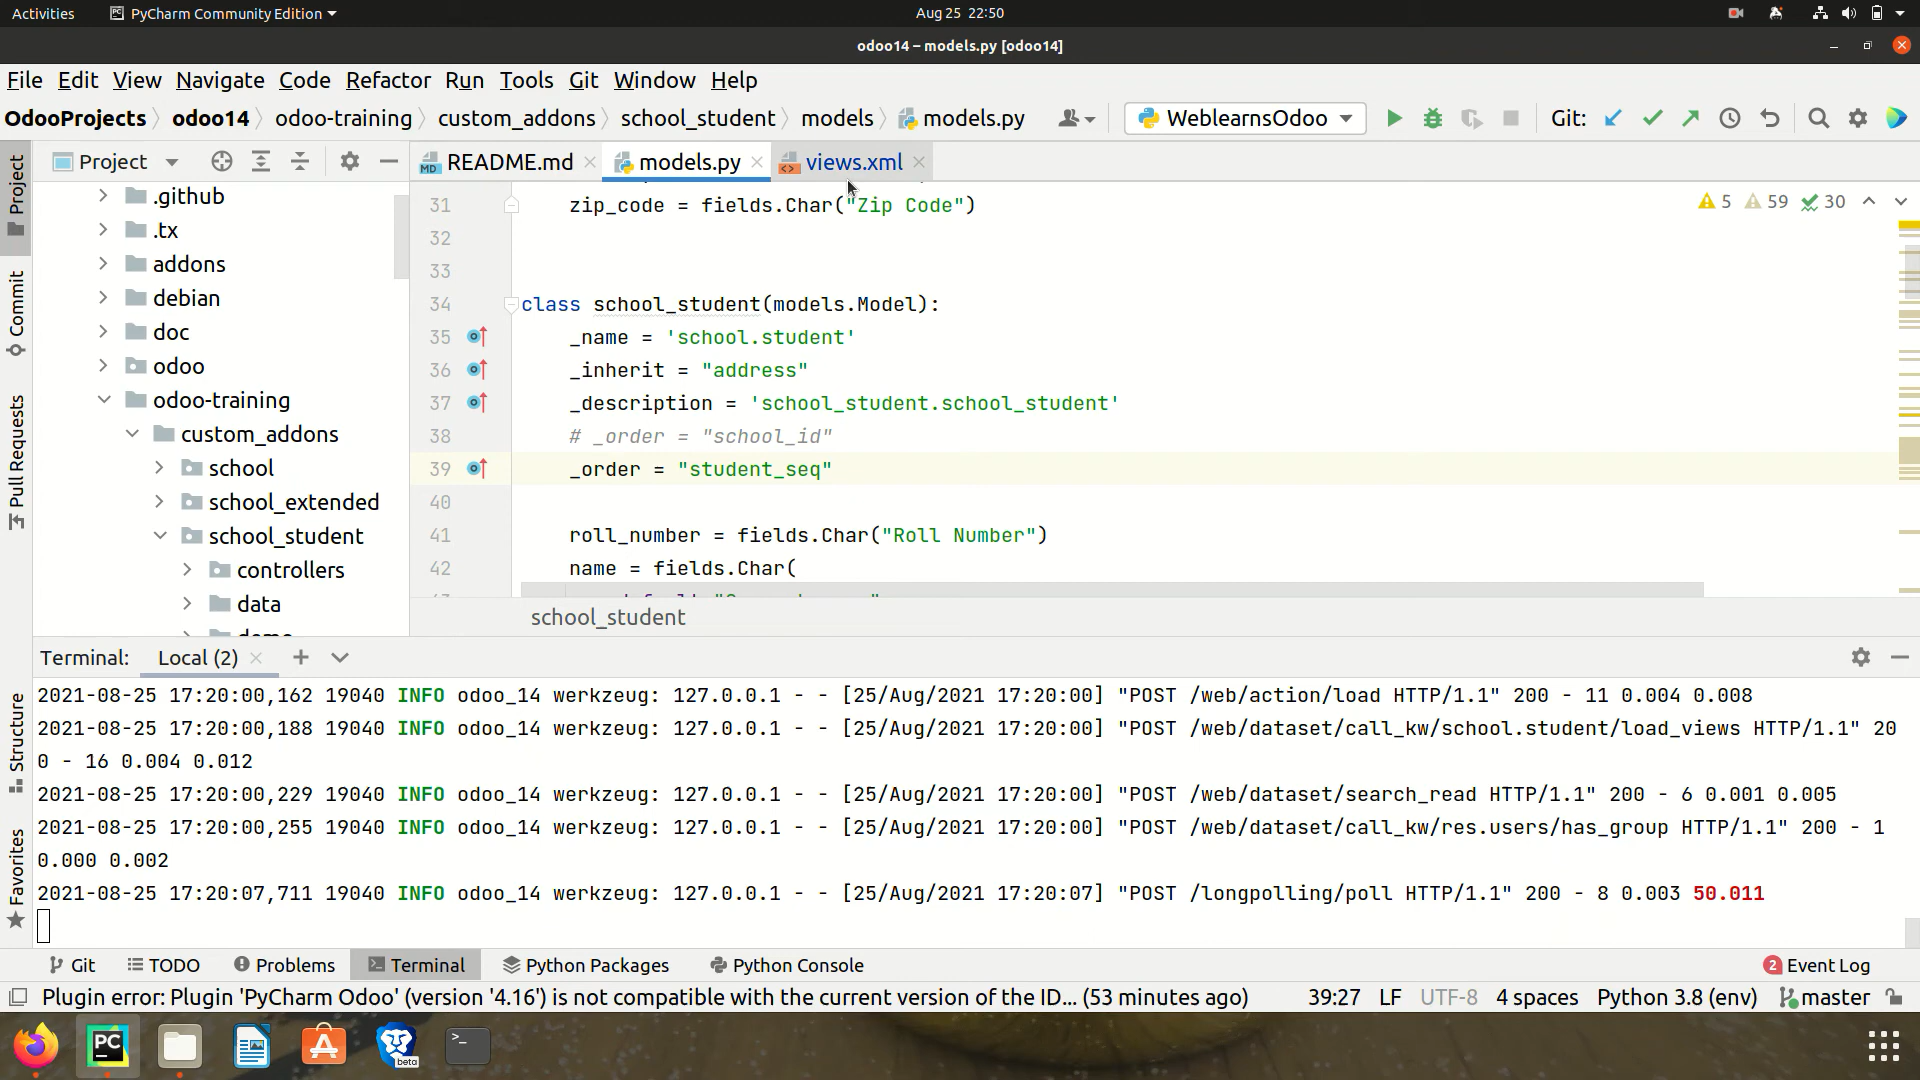 Activities PyCharm Community Edition Aug 25 22:50
odoo14 – models.py [odoo14]
File Edit View Navigate Code Refactor Run Tools Git Window Help
OdooProjects odoo14 odoo-training custom_addons school_student models models.py WeblearnsOdoo Git:
Project README.md models.py views.xml
.github
.tx
addons
debian
doc
odoo
odoo-training
custom_addons
school
school_extended
school_student
controllers
data
5 59 30
31 zip_code = fields.Char("Zip Code")
32
33
34 class school_student(models.Model):
35 _name = 'school.student'
36 _inherit = "address"
37 _description = 'school_student.school_student'
38 # _order = "school_id"
39 _order = "student_seq"
40
41 roll_number = fields.Char("Roll Number")
42 name = fields.Char(
school_student
Project
Commit
Pull Requests
Structure
Favorites
Terminal: Local (2)
2021-08-25 17:20:00,162 19040 INFO odoo_14 werkzeug: 127.0.0.1 - - [25/Aug/2021 17:20:00] "POST /web/action/load HTTP/1.1" 200 - 11 0.004 0.008
2021-08-25 17:20:00,188 19040 INFO odoo_14 werkzeug: 127.0.0.1 - - [25/Aug/2021 17:20:00] "POST /web/dataset/call_kw/school.student/load_views HTTP/1.1" 20
0 - 16 0.004 0.012
2021-08-25 17:20:00,229 19040 INFO odoo_14 werkzeug: 127.0.0.1 - - [25/Aug/2021 17:20:00] "POST /web/dataset/search_read HTTP/1.1" 200 - 6 0.001 0.005
2021-08-25 17:20:00,255 19040 INFO odoo_14 werkzeug: 127.0.0.1 - - [25/Aug/2021 17:20:00] "POST /web/dataset/call_kw/res.users/has_group HTTP/1.1" 200 - 1
0.000 0.002
2021-08-25 17:20:07,711 19040 INFO odoo_14 werkzeug: 127.0.0.1 - - [25/Aug/2021 17:20:07] "POST /longpolling/poll HTTP/1.1" 200 - 8 0.003 50.011
Git TODO Problems Terminal Python Packages Python Console 2 Event Log
Plugin error: Plugin 'PyCharm Odoo' (version '4.16') is not compatible with the current version of the ID... (53 minutes ago) 39:27 LF UTF-8 4 spaces Python 3.8 (env) master
PC
beta